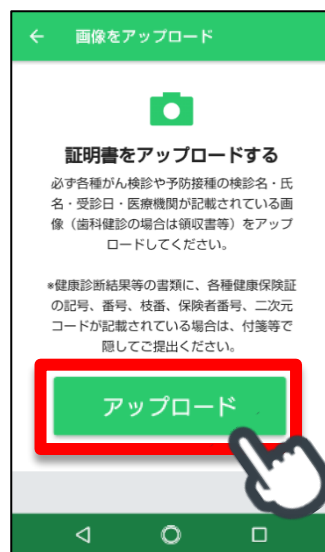 画像をアップロード
証明書をアップロードする
必ず各種がん検診や予防接種の検診名・氏
名・受診日・医療機関が記載されている画
像（歯科健診の場合は領収書等）をアップ
ロードしてください。
*健康診断結果等の書類に、各種健康保険証
の記号、番号、枝番、保険者番号、二次元
コードが記載されている場合は、付箋等で
隠してご提出ください。
アップロード